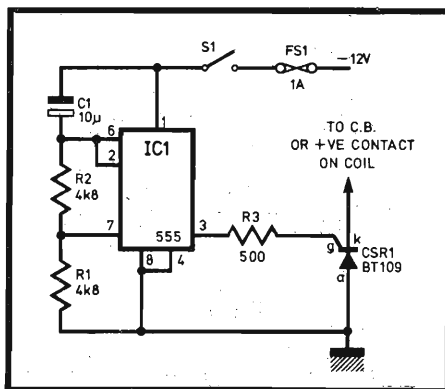 S1
FS1
−12V
1A
C1
10µ
1
TO C.B.
OR +VE CONTACT
ON COIL
6
IC1
2
R2
4k8
7
3
R3
555
500
g
k
CSR1
BT109
a
8
4
R1
4k8